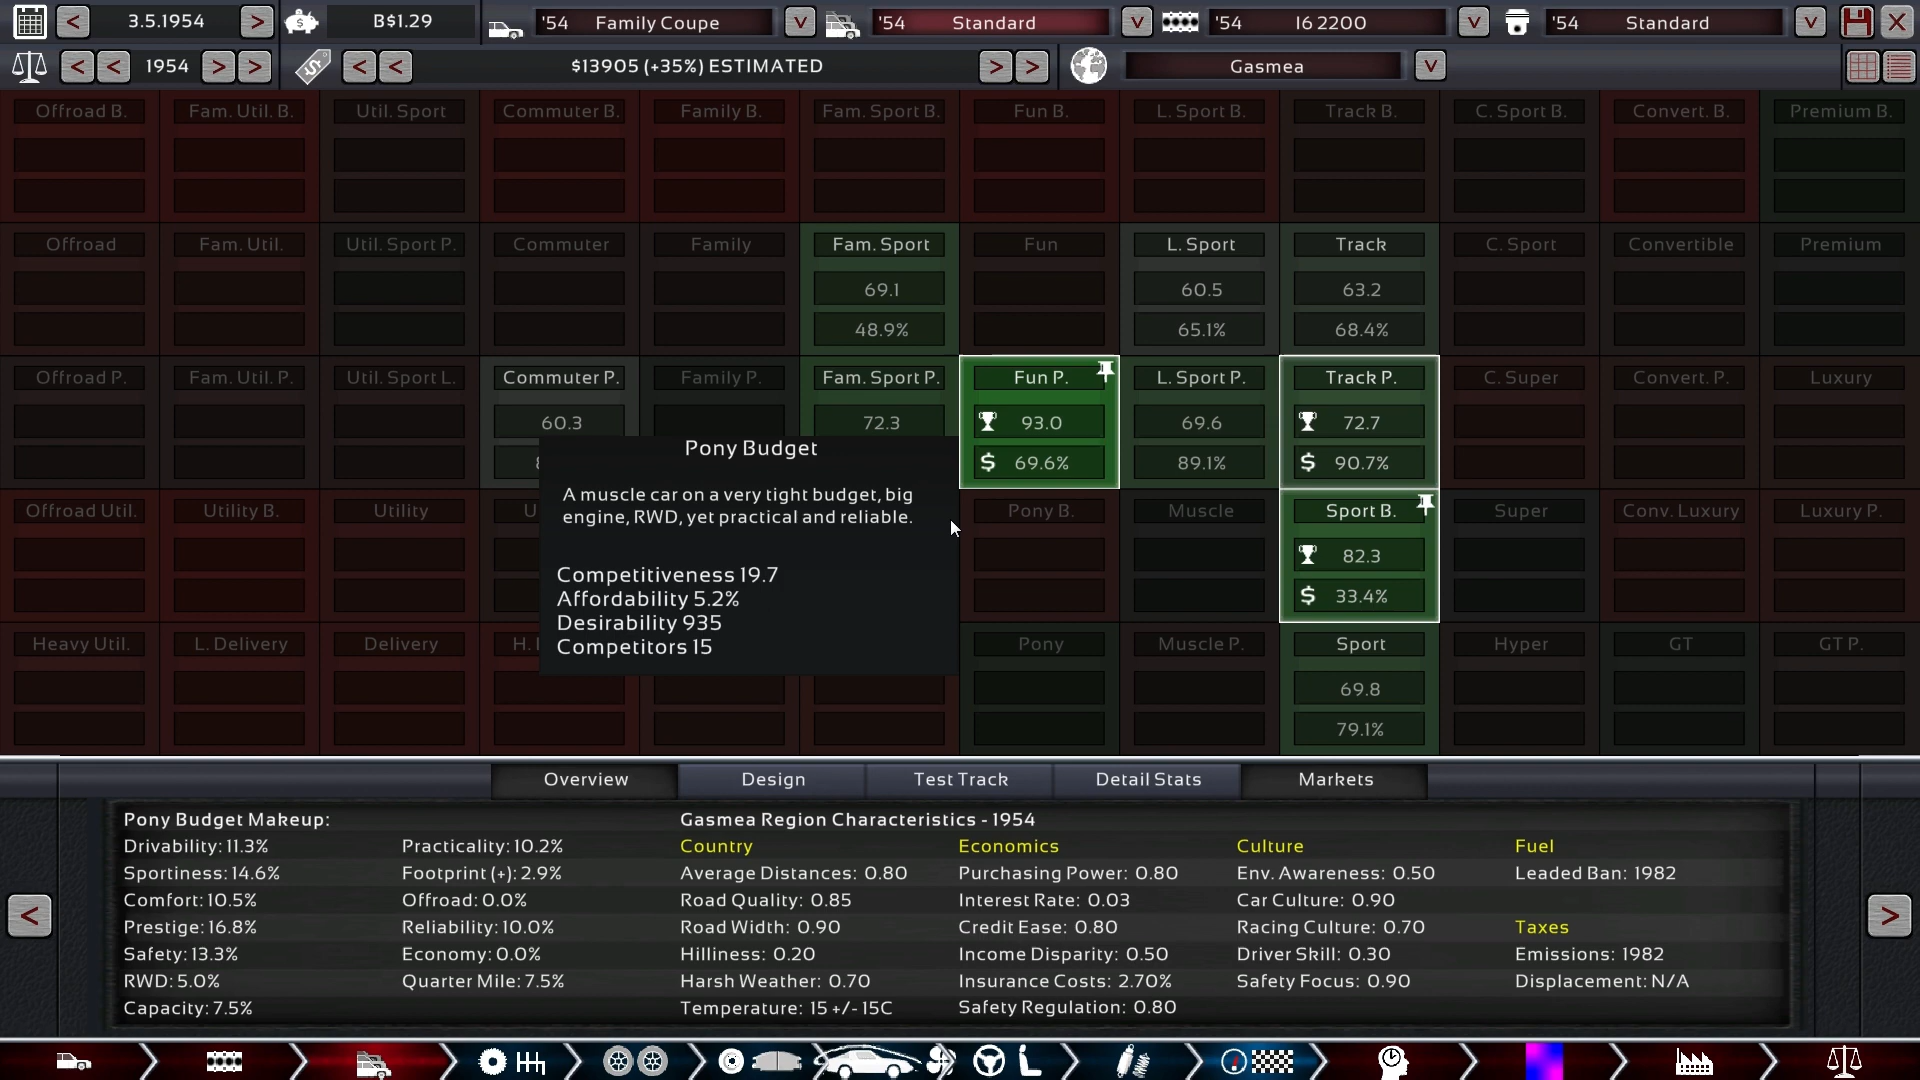 3.5.1954
B$1.29
'54 Family Coupe
'54 Standard
'54 I6 2200
'54 Standard
1954
$13905 (+35%) ESTIMATED
Gasmea
Offroad B. Fam. Util. B. Util. Sport Commuter B. Family B. Fam. Sport B. Fun B. L. Sport B. Track B. C. Sport B. Convert. B. Premium B.
Offroad Fam. Util. Util. Sport P. Commuter Family Fam. Sport Fun L. Sport Track C. Sport Convertible Premium
69.1 60.5 63.2
48.9% 65.1% 68.4%
Offroad P. Fam. Util. P. Util. Sport L. Commuter P. Family P. Fam. Sport P. Fun P. L. Sport P. Track P. C. Super Convert. P. Luxury
60.3 72.3 93.0 69.6 72.7
$ 69.6% 89.1% $ 90.7%
Offroad Util. Utility B. Utility Pony B. Muscle Sport B. Super Conv. Luxury Luxury P.
82.3
$ 33.4%
Heavy Util. L. Delivery Delivery Pony Muscle P. Sport Hyper GT GT P.
69.8
79.1%
Pony Budget
A muscle car on a very tight budget, big
engine, RWD, yet practical and reliable.
Competitiveness 19.7
Affordability 5.2%
Desirability 935
Competitors 15
Overview Design Test Track Detail Stats Markets
Pony Budget Makeup:
Drivability: 11.3%
Sportiness: 14.6%
Comfort: 10.5%
Prestige: 16.8%
Safety: 13.3%
RWD: 5.0%
Capacity: 7.5%
Practicality: 10.2%
Footprint (+): 2.9%
Offroad: 0.0%
Reliability: 10.0%
Economy: 0.0%
Quarter Mile: 7.5%
Gasmea Region Characteristics - 1954
Country
Average Distances: 0.80
Road Quality: 0.85
Road Width: 0.90
Hilliness: 0.20
Harsh Weather: 0.70
Temperature: 15 +/- 15C
Economics
Purchasing Power: 0.80
Interest Rate: 0.03
Credit Ease: 0.80
Income Disparity: 0.50
Insurance Costs: 2.70%
Safety Regulation: 0.80
Culture
Env. Awareness: 0.50
Car Culture: 0.90
Racing Culture: 0.70
Driver Skill: 0.30
Safety Focus: 0.90
Fuel
Leaded Ban: 1982
Taxes
Emissions: 1982
Displacement: N/A